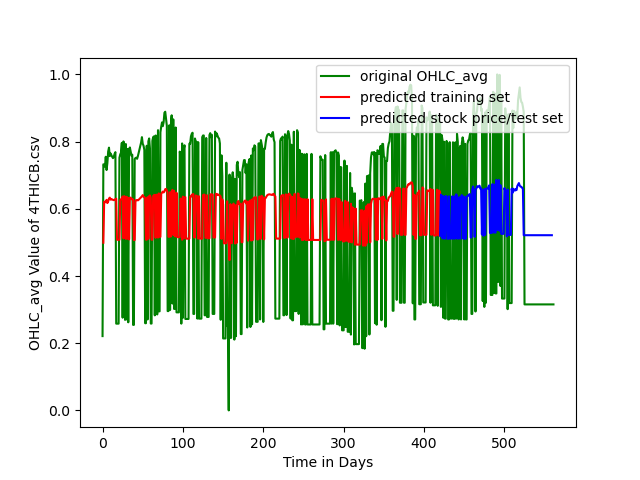 original OHLC_avg
predicted training set
predicted stock price/test set
OHLC_avg Value of 4THICB.csv
1.0
0.8
0.6
0.4
0.2
0.0
0
100
200
300
400
500
Time in Days